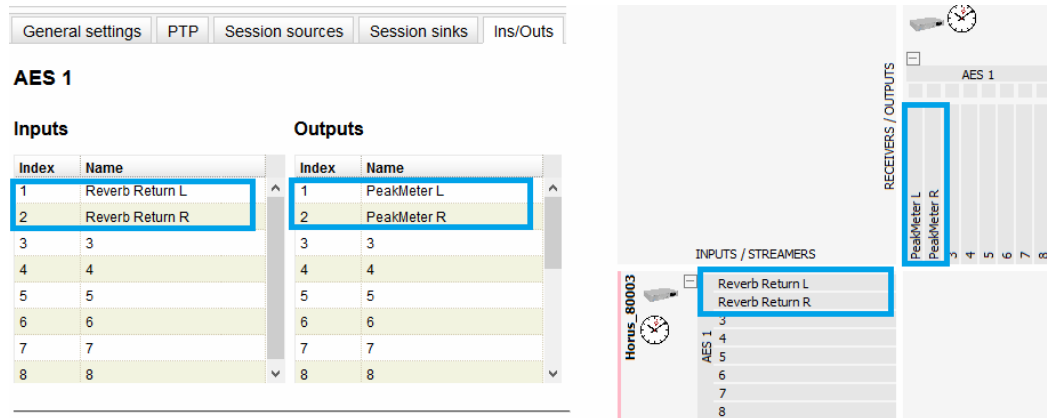 General settings PTP Session sources Session sinks Ins/Outs
AES 1
Inputs
Index Name
1 Reverb Return L
2 Reverb Return R
3 3
4 4
5 5
6 6
7 7
8 8
Outputs
Index Name
1 PeakMeter L
2 PeakMeter R
3 3
4 4
5 5
6 6
7 7
8 8
RECEIVERS / OUTPUTS
AES 1
PeakMeter L
PeakMeter R
3
4
5
6
7
8
INPUTS / STREAMERS
Horus_80003
AES 1
Reverb Return L
Reverb Return R
3
4
5
6
7
8